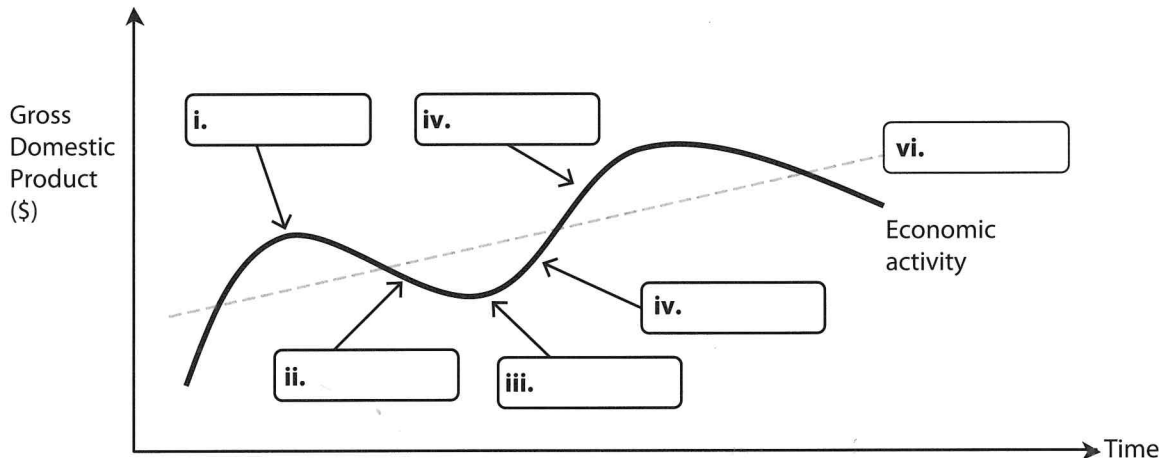 Gross
Domestic
Product
($)
i.
iv.
vi.
Economic
activity
iv.
ii.
iii.
Time